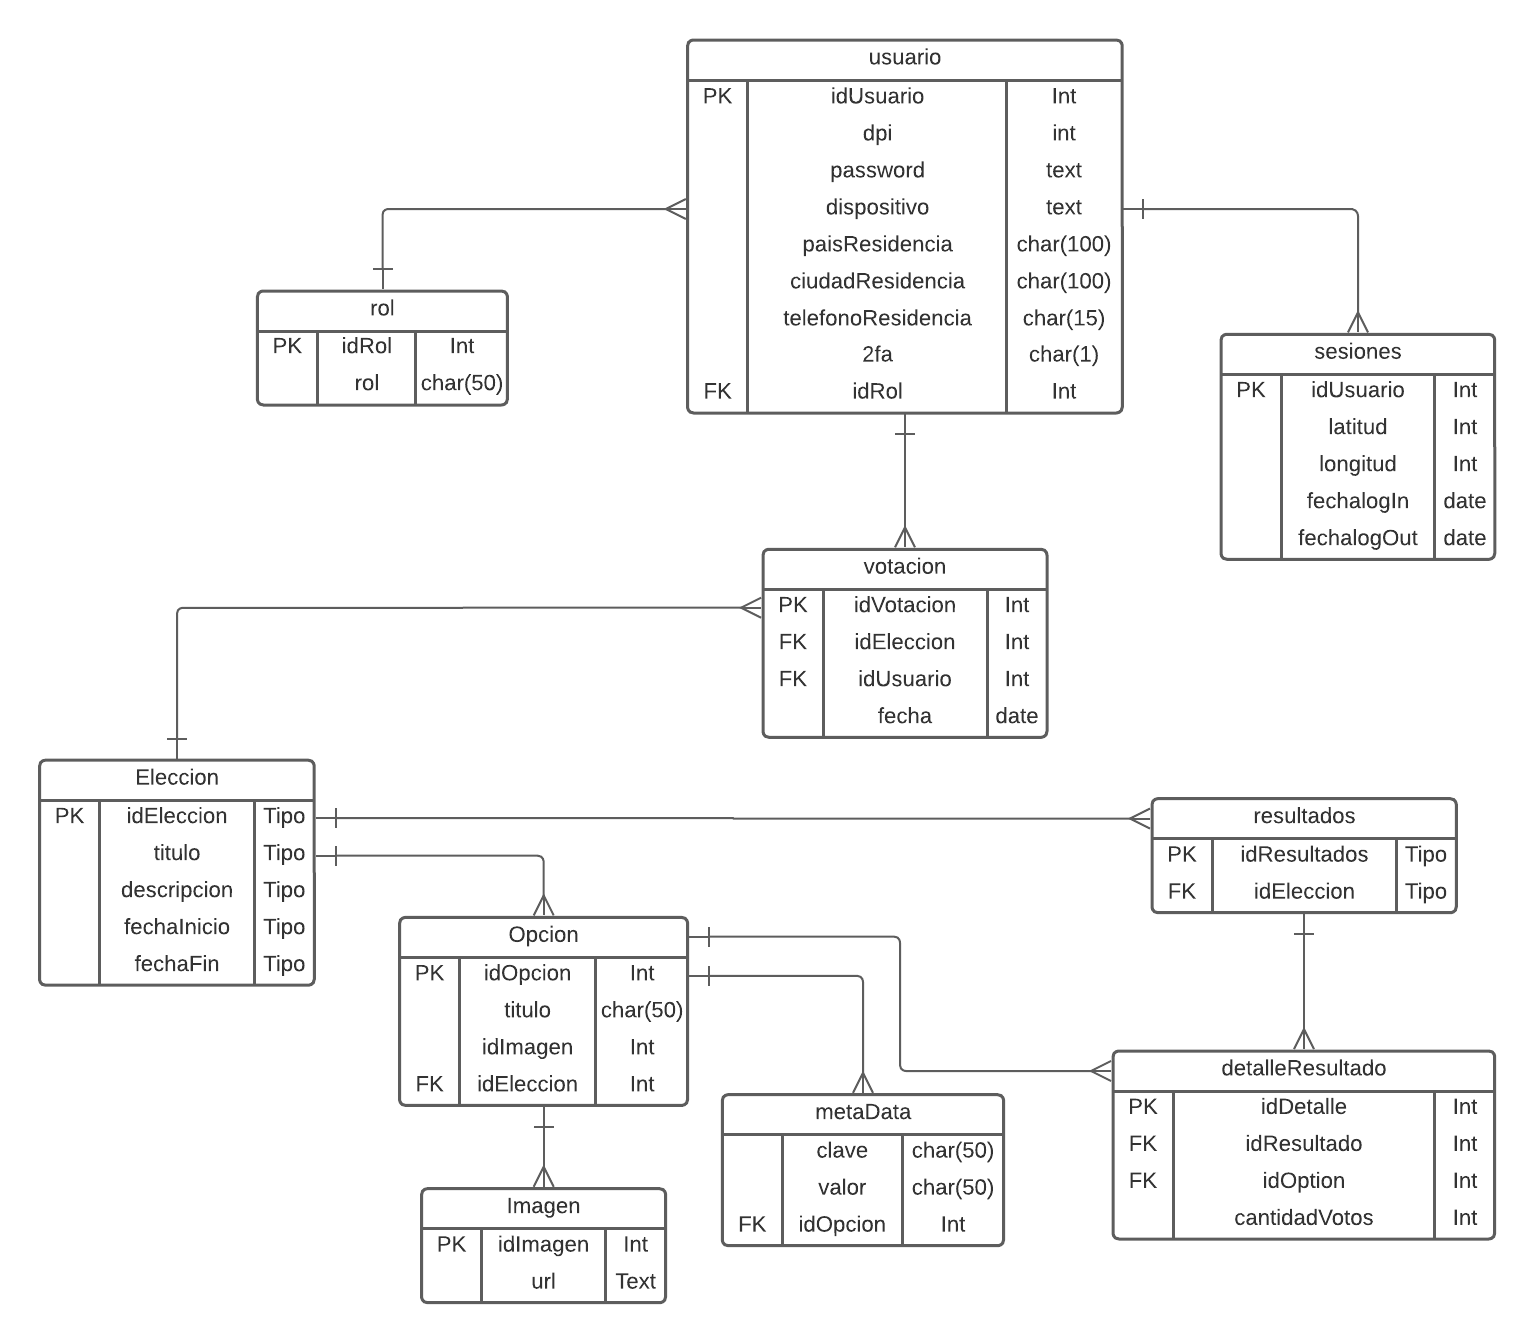 usuario
PK idUsuario Int
dpi int
password text
dispositivo text
paisResidencia char(100)
ciudadResidencia char(100)
telefonoResidencia char(15)
2fa char(1)
FK idRol Int
rol
PK idRol Int
rol char(50)
sesiones
PK idUsuario Int
latitud Int
longitud Int
fechalogIn date
fechalogOut date
votacion
PK idVotacion Int
FK idEleccion Int
FK idUsuario Int
fecha date
Eleccion
PK idEleccion Tipo
titulo Tipo
descripcion Tipo
fechaInicio Tipo
fechaFin Tipo
resultados
PK idResultados Tipo
FK idEleccion Tipo
Opcion
PK idOpcion Int
titulo char(50)
idImagen Int
FK idEleccion Int
detalleResultado
PK idDetalle Int
FK idResultado Int
FK idOption Int
cantidadVotos Int
metaData
clave char(50)
valor char(50)
FK idOpcion Int
Imagen
PK idImagen Int
url Text